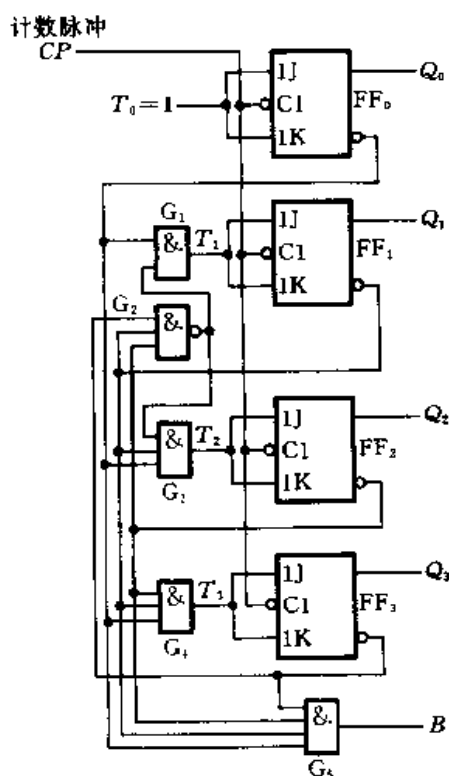 计数脉冲
CP
T₀=1
1J
C1
1K
FF₀
Q₀
G₁
&
T₁
1J
C1
1K
FF₁
Q₁
G₂
&
&
T₂
G₃
1J
C1
1K
FF₂
Q₂
&
T₃
G₄
1J
C1
1K
FF₃
Q₃
&
G₅
B